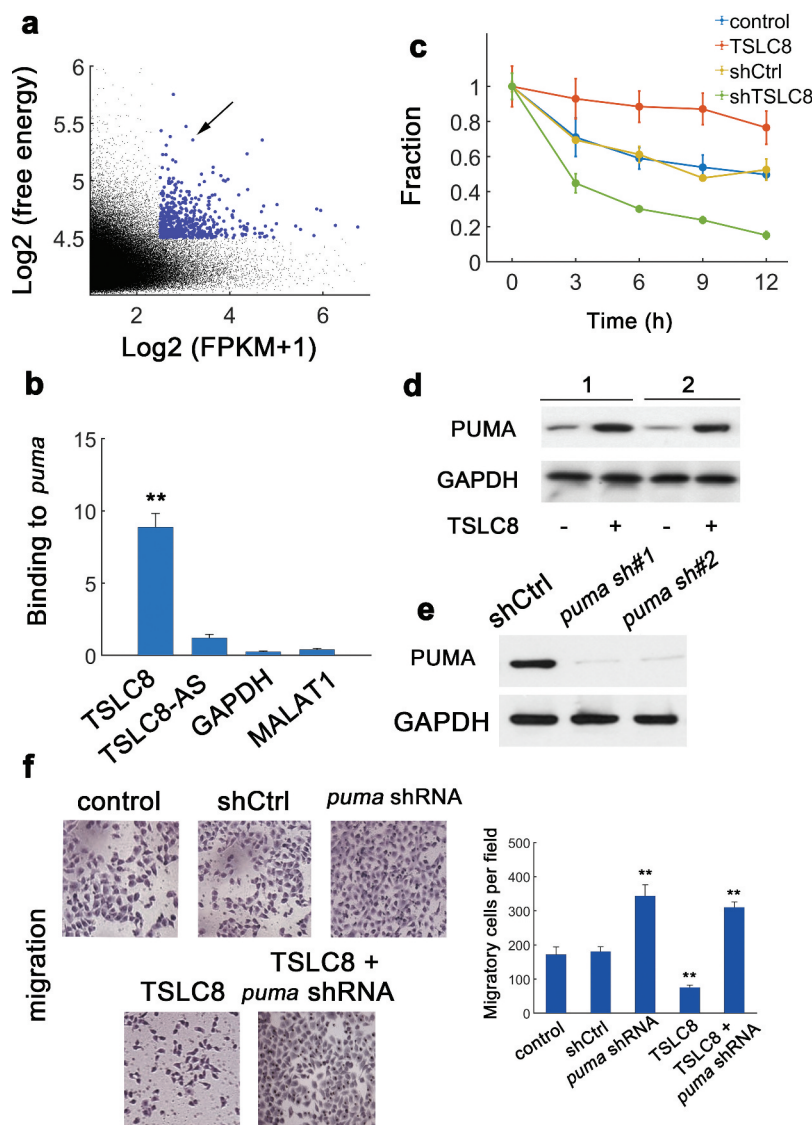 a
Log2 (free energy)
6
5.5
5
4.5
2
4
6
Log2 (FPKM+1)
c
control
TSLC8
shCtrl
shTSLC8
Fraction
1
0.8
0.6
0.4
0.2
0
0
3
6
9
12
Time (h)
b
Binding to puma
15
10
5
0
**
TSLC8
TSLC8-AS
GAPDH
MALAT1
d
1
2
PUMA
GAPDH
TSLC8
- + - +
e
shCtrl
puma sh#1
puma sh#2
PUMA
GAPDH
f
migration
control
shCtrl
puma shRNA
TSLC8
TSLC8 +
puma shRNA
Migratory cells per field
500
400
300
200
100
0
**
**
**
control
shCtrl
puma shRNA
TSLC8
TSLC8 +
puma shRNA